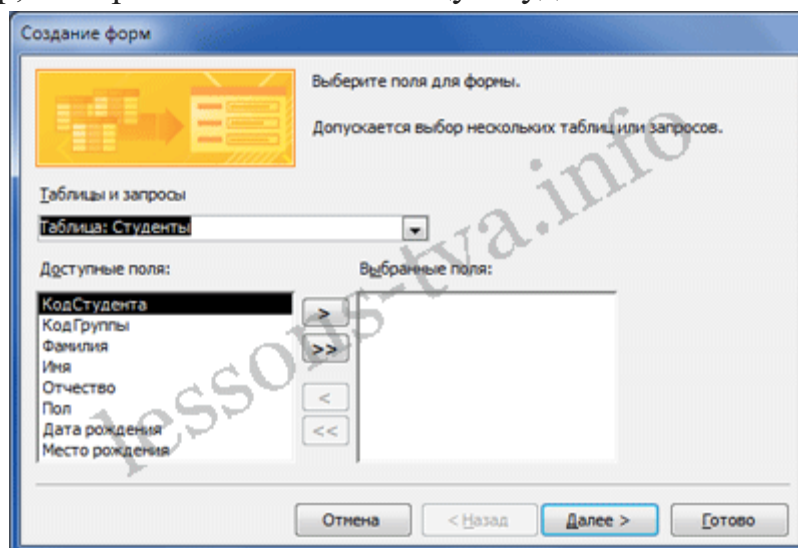 Создание форм
Выберите поля для формы.
Допускается выбор нескольких таблиц или запросов.
Таблицы и запросы
Таблица: Студенты
Доступные поля:
Выбранные поля:
КодСтудента
КодГруппы
Фамилия
Имя
Отчество
Пол
Дата рождения
Место рождения
>
>>
<
<<
Отмена
< Назад
Далее >
Готово
lessons-tva.info